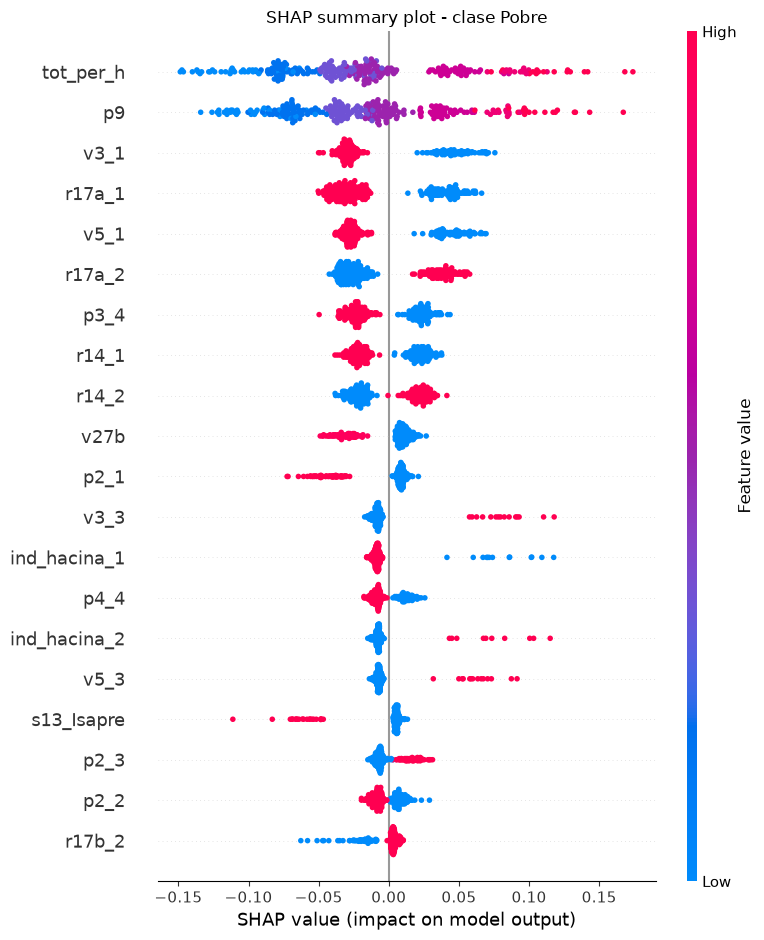 SHAP summary plot - clase Pobre
High
tot_per_h
p9
v3_1
r17a_1
v5_1
r17a_2
p3_4
r14_1
r14_2
v27b
p2_1
v3_3
ind_hacina_1
p4_4
ind_hacina_2
v5_3
s13_Isapre
p2_3
p2_2
r17b_2
Feature value
Low
−0.15 −0.10 −0.05 0.00 0.05 0.10 0.15
SHAP value (impact on model output)